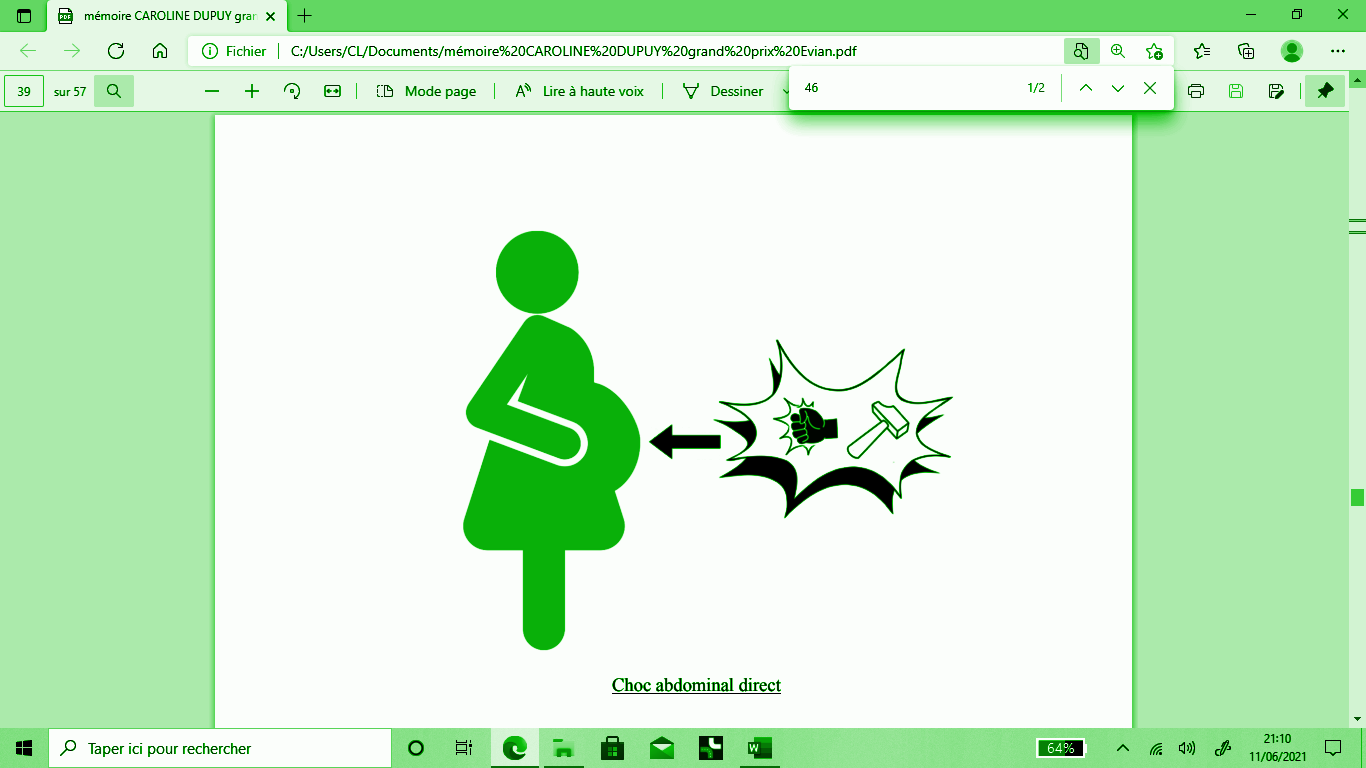 mémoire CAROLINE DUPUY gran
Fichier
C:/Users/CL/Documents/mémoire%20CAROLINE%20DUPUY%20grand%20prix%20Evian.pdf
39
sur 57
Mode page
Lire à haute voix
Dessiner
46
1/2
Choc abdominal direct
Taper ici pour rechercher
64%
21:10
11/06/2021